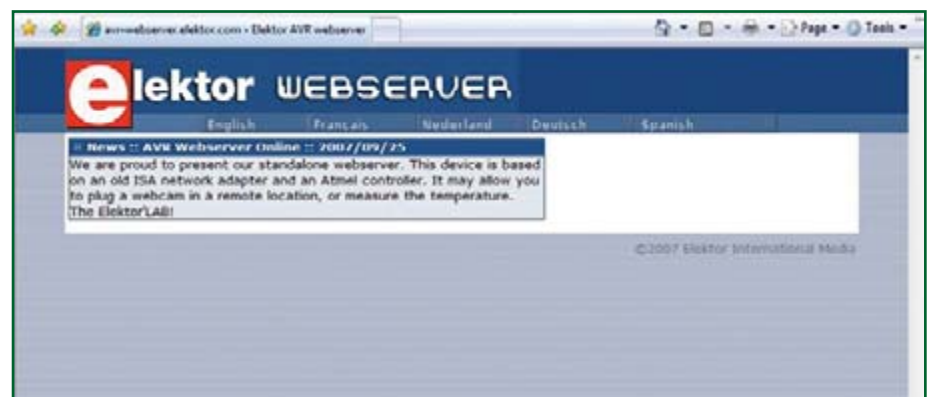 avr-webserver.elektor.com - Elektor AVR webserver
Page
Tools
elektor WEBSERVER
English Français Nederland Deutsch Spanish
:: News :: AVR Webserver Online :: 2007/09/25
We are proud to present our standalone webserver. This device is based
on an old ISA network adapter and an Atmel controller. It may allow you
to plug a webcam in a remote location, or measure the temperature.
The Elektor'LAB!
©2007 Elektor International Media